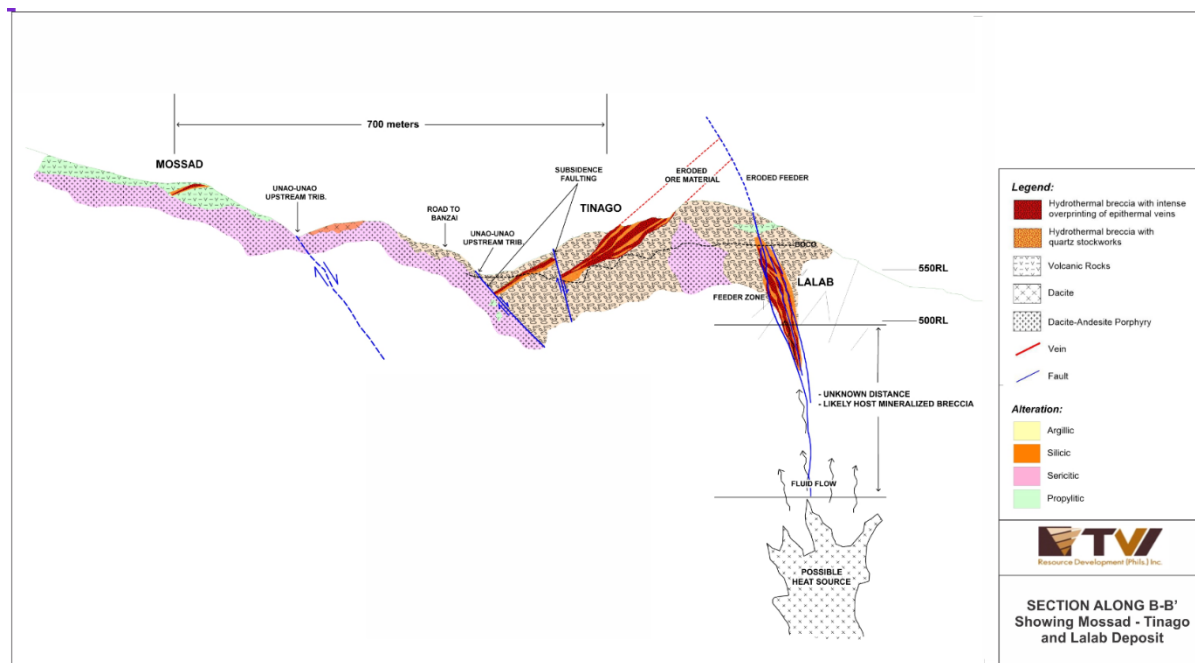 700 meters
MOSSAD
UNAO-UNAO
UPSTREAM TRIB.
ROAD TO
BANZAI
UNAO-UNAO
UPSTREAM TRIB.
SUBSIDENCE
FAULTING
TINAGO
ERODED
ORE MATERIAL
ERODED FEEDER
BOCO
LALAB
FEEDER ZONE
550RL
500RL
- UNKNOWN DISTANCE
- LIKELY HOST MINERALIZED BRECCIA
FLUID FLOW
POSSIBLE
HEAT SOURCE
Legend:
Hydrothermal breccia with intense
overprinting of epithermal veins
Hydrothermal breccia with
quartz stockworks
Volcanic Rocks
Dacite
Dacite-Andesite Porphyry
Vein
Fault
Alteration:
Argillic
Silicic
Sericitic
Propylitic
TVI
Resource Development (Phils.) Inc.
SECTION ALONG B-B'
Showing Mossad - Tinago
and Lalab Deposit